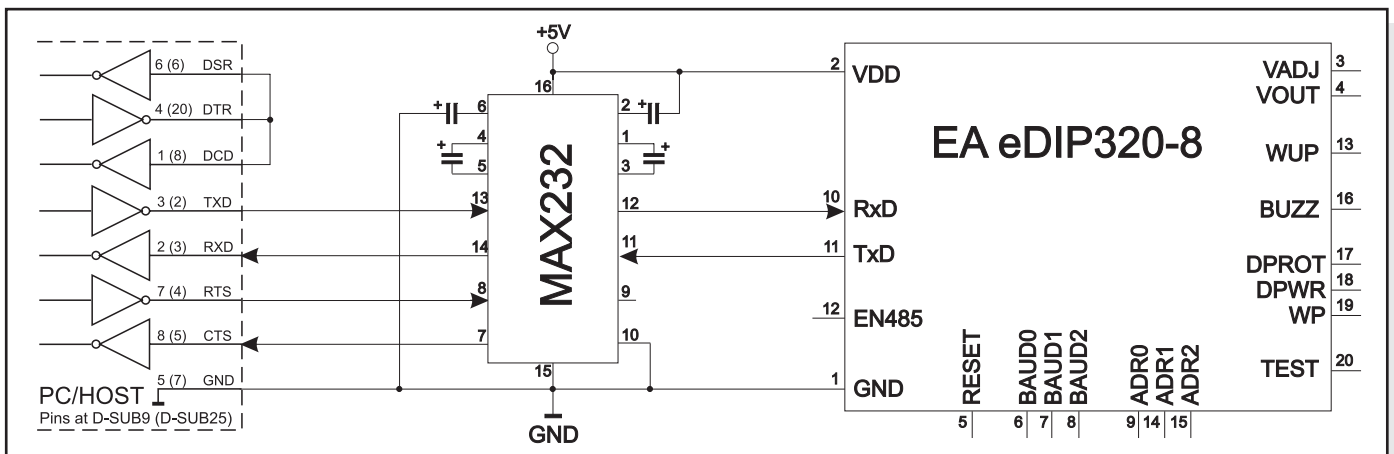 +5V
6 (6) DSR
4 (20) DTR
1 (8) DCD
3 (2) TXD
2 (3) RXD
7 (4) RTS
8 (5) CTS
5 (7) GND
PC/HOST
Pins at D-SUB9 (D-SUB25)
16
+ 6
4
+
5
13
14
8
7
15
2 +
1
+
3
12
11
9
10
MAX232
GND
EA eDIP320-8
2 VDD
10 RxD
11 TxD
12 EN485
1 GND
VADJ 3
VOUT 4
WUP 13
BUZZ 16
DPROT 17
DPWR 18
WP 19
TEST 20
RESET 5
BAUD0 6
BAUD1 7
BAUD2 8
ADR0 9
ADR1 14
ADR2 15